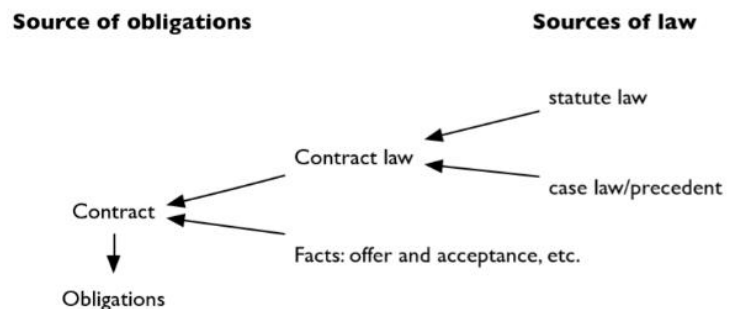 Source of obligations
Sources of law
statute law
Contract law
case law/precedent
Contract
Facts: offer and acceptance, etc.
Obligations